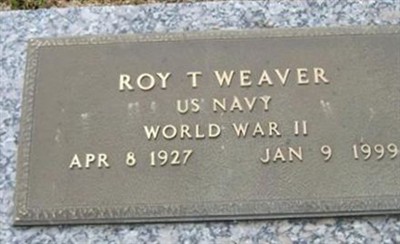 ROY T WEAVER
US NAVY
WORLD WAR II
APR 8 1927 JAN 9 1999